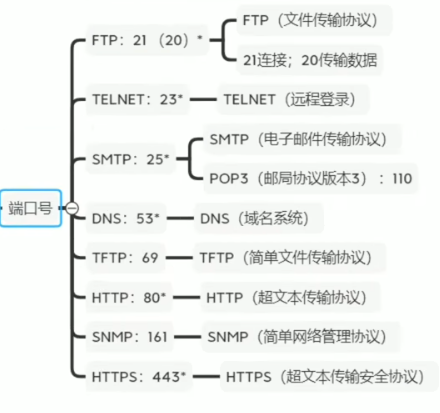 端口号
FTP：21 （20）*
FTP（文件传输协议）
21连接；20传输数据
TELNET：23*
TELNET（远程登录）
SMTP：25*
SMTP（电子邮件传输协议）
POP3（邮局协议版本3）：110
DNS：53*
DNS（域名系统）
TFTP：69
TFTP（简单文件传输协议）
HTTP：80*
HTTP（超文本传输协议）
SNMP：161
SNMP（简单网络管理协议）
HTTPS：443*
HTTPS（超文本传输安全协议）